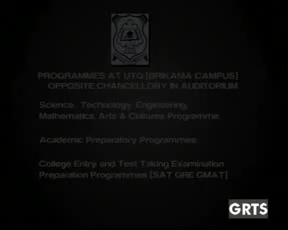 PROGRAMMES AT UTG [BRIKAMA CAMPUS]
OPPOSITE CHANCELLORY IN AUDITORIUM
Science, Technology, Engineering,
Mathematics, Arts & Cultures Programme.
Academic Preparatory Programmes.
College Entry and Test Taking Examination
Preparation Programmes [SAT GRE GMAT]
GRTS